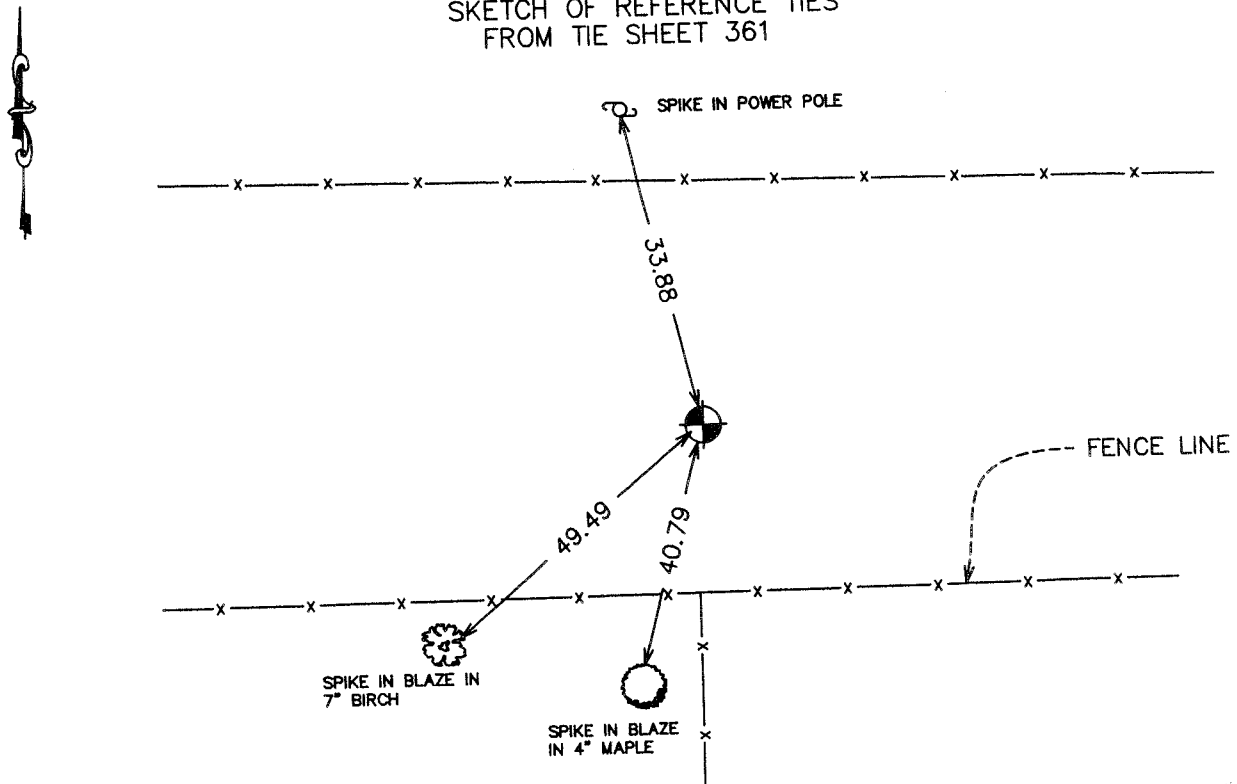 SKETCH OF REFERENCE TIES
FROM TIE SHEET 361
SPIKE IN POWER POLE
33.88
FENCE LINE
49.49
40.79
SPIKE IN BLAZE IN
7" BIRCH
SPIKE IN BLAZE
IN 4" MAPLE